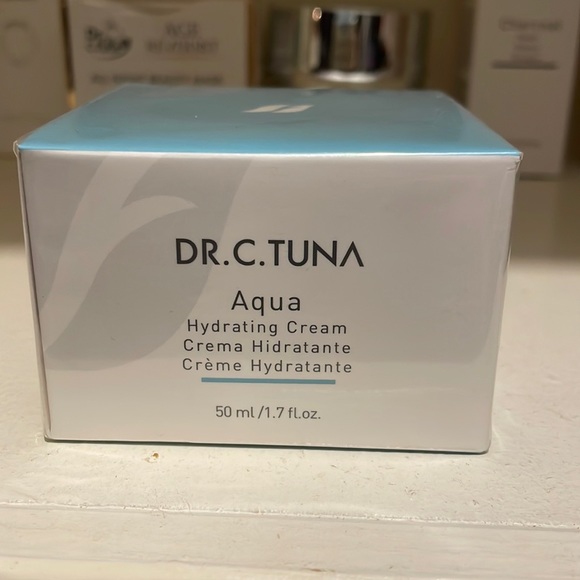 DR.C.TUNA
Aqua
Hydrating Cream
Crema Hidratante
Crème Hydratante
50 ml/1.7 fl.oz.